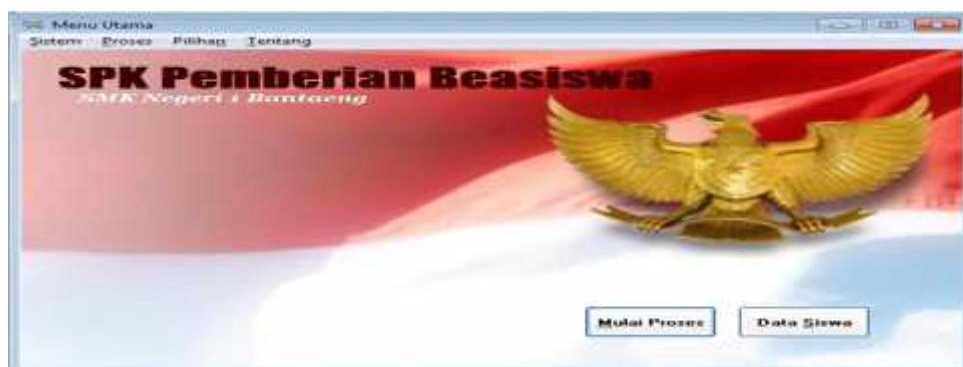 Menu Utama
Sistem Proses Pilihan Tentang
SPK Pemberian Beasiswa
SMK Negeri 1 Bantaeng
Mulai Proses Data Siswa